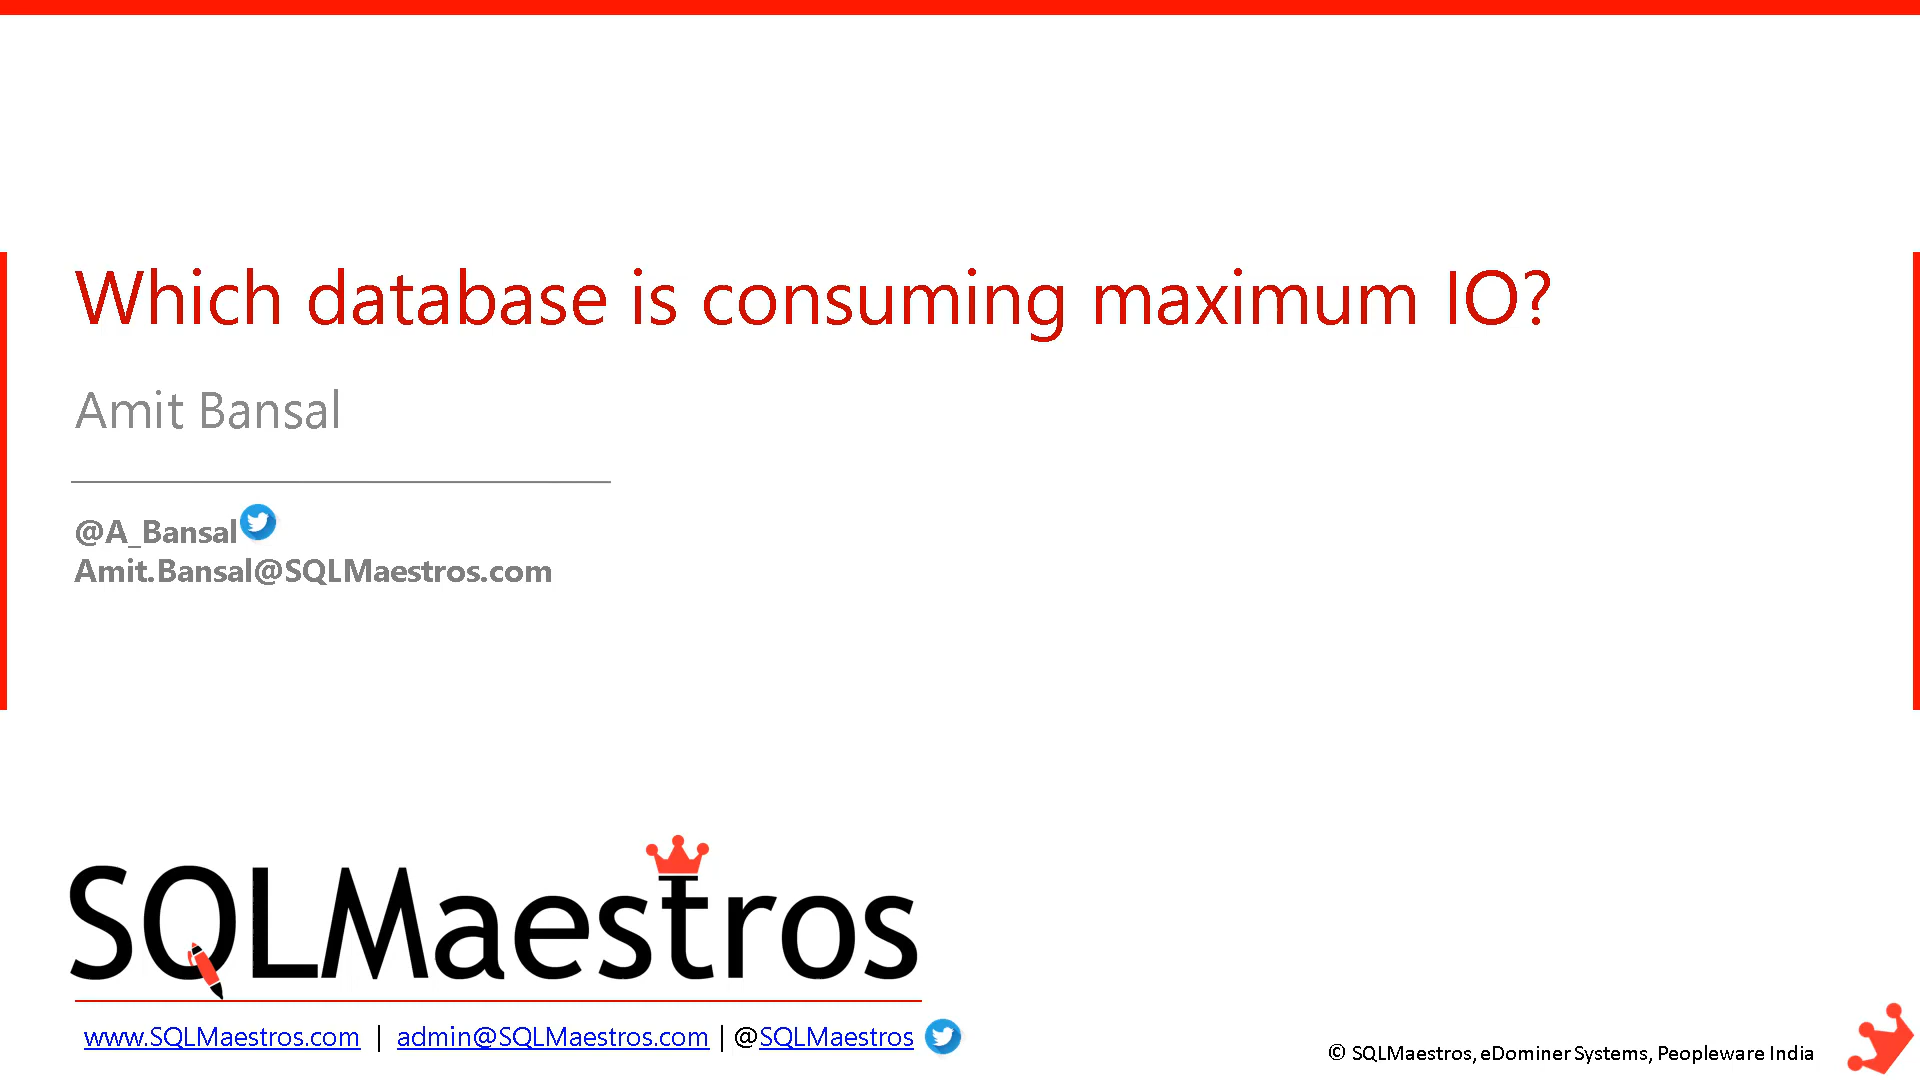 Which database is consuming maximum IO?
Amit Bansal
@A_Bansal
Amit.Bansal@SQLMaestros.com
SQLMaestros
www.SQLMaestros.com | admin@SQLMaestros.com | @SQLMaestros
© SQLMaestros, eDominer Systems, Peopleware India